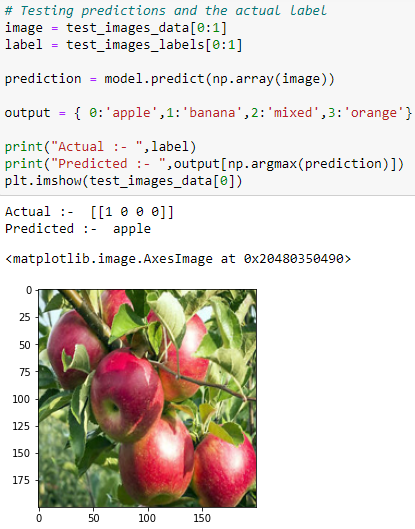 # Testing predictions and the actual label
image = test_images_data[0:1]
label = test_images_labels[0:1]
prediction = model.predict(np.array(image))
output = { 0:'apple',1:'banana',2:'mixed',3:'orange'}
print("Actual :- ",label)
print("Predicted :- ",output[np.argmax(prediction)])
plt.imshow(test_images_data[0])
Actual :-  [[1 0 0 0]]
Predicted :-  apple
<matplotlib.image.AxesImage at 0x20480350490>
0
25
50
75
100
125
150
175
0 50 100 150